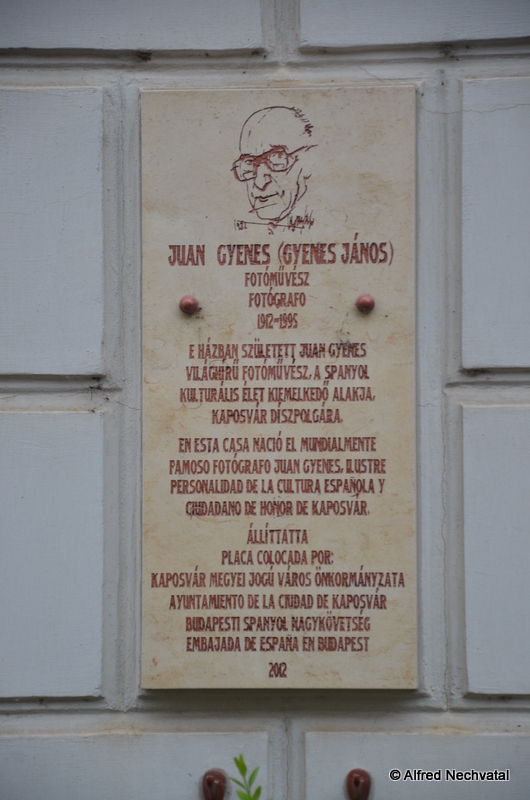 JUAN GYENES (GYENES JÁNOS)
FOTÓMŰVÉSZ
FOTÓGRAFO
1912-1995
E HÁZBAN SZÜLETETT JUAN GYENES
VILÁGHÍRŰ FOTÓMŰVÉSZ, A SPANYOL
KULTURÁLIS ÉLET KIEMELKEDŐ ALAKJA,
KAPOSVÁR DÍSZPOLGÁRA.
EN ESTA CASA NACIÓ EL MUNDIALMENTE
FAMOSO FOTÓGRAFO JUAN GYENES, ILUSTRE
PERSONALIDAD DE LA CULTURA ESPAÑOLA Y
CIUDADANO DE HONOR DE KAPOSVÁR.
ÁLLÍTTATTA
PLACA COLOCADA POR:
KAPOSVÁR MEGYEI JOGÚ VÁROS ÖNKORMÁNYZATA
AYUNTAMIENTO DE LA CIUDAD DE KAPOSVÁR
BUDAPESTI SPANYOL NAGYKÖVETSÉG
EMBAJADA DE ESPAÑA EN BUDAPEST
2012
© Alfred Nechvatal